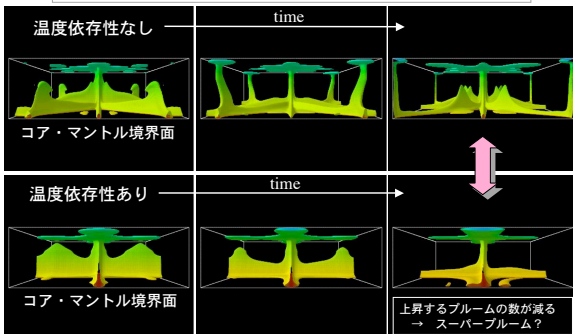 温度依存性なし
time
コア・マントル境界面
温度依存性あり
time
コア・マントル境界面
上昇するプルームの数が減る
→ スーパープルーム？